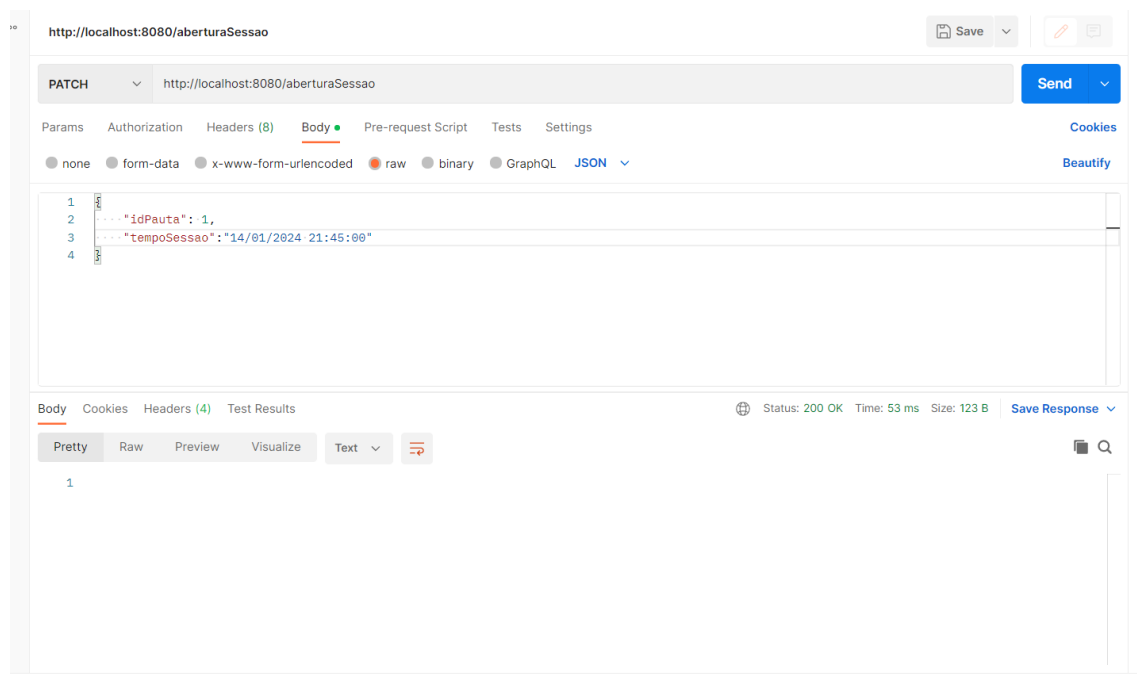 http://localhost:8080/aberturaSessao
Save
PATCH
http://localhost:8080/aberturaSessao
Send
Params Authorization Headers (8) Body Pre-request Script Tests Settings Cookies
none form-data x-www-form-urlencoded raw binary GraphQL JSON Beautify
1 {
2 "idPauta": 1,
3 "tempoSessao":"14/01/2024 21:45:00"
4 }
Body Cookies Headers (4) Test Results Status: 200 OK Time: 53 ms Size: 123 B Save Response
Pretty Raw Preview Visualize Text
1